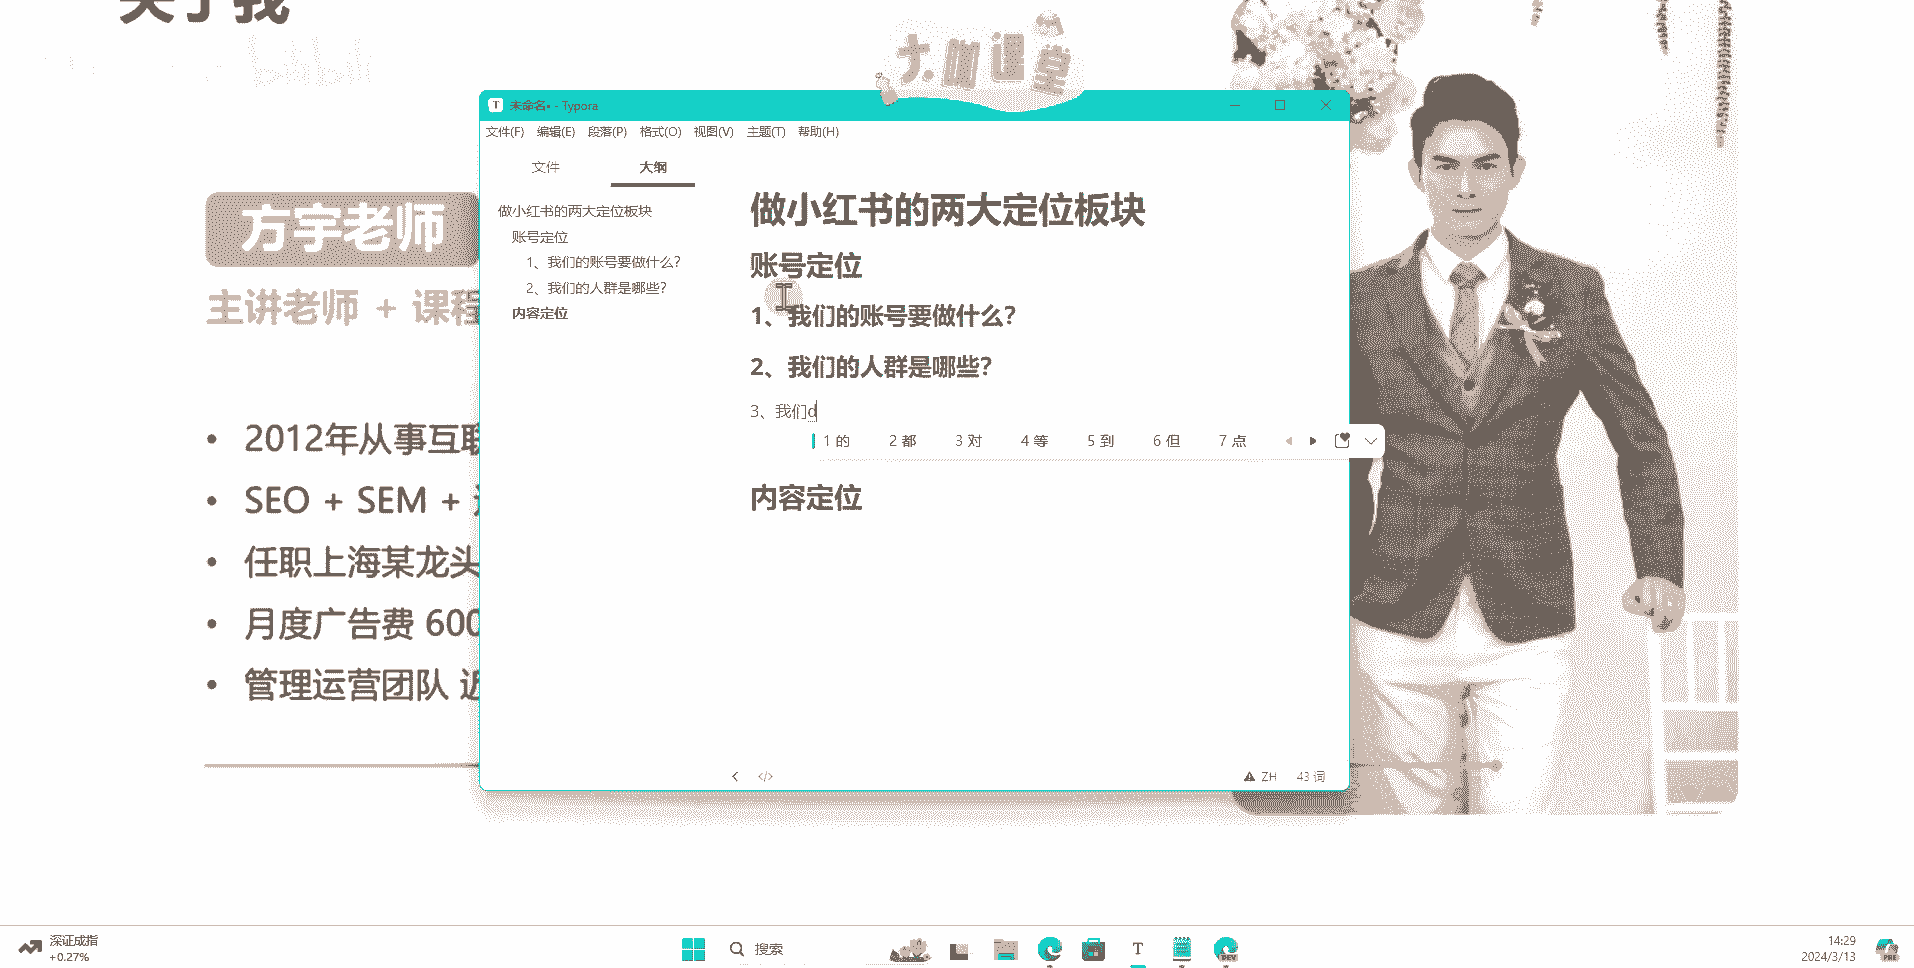 关于我
bilibili
大咖课堂
未命名• - Typora
文件(F) 编辑(E) 段落(P) 格式(O) 视图(V) 主题(T) 帮助(H)
文件 大纲
做小红书的两大定位板块
账号定位
1、我们的账号要做什么?
2、我们的人群是哪些?
内容定位
做小红书的两大定位板块
账号定位
1、我们的账号要做什么?
2、我们的人群是哪些?
3、我们d
1 的 2 都 3 对 4 等 5 到 6 但 7 点
内容定位
ZH 43 词
方宇老师
主讲老师 + 课程
• 2012年从事互联
• SEO + SEM +
• 任职上海某龙头
• 月度广告费 600
• 管理运营团队 近
深证成指
+0.27%
搜索
T
DEV
14:29
2024/3/13
PRE